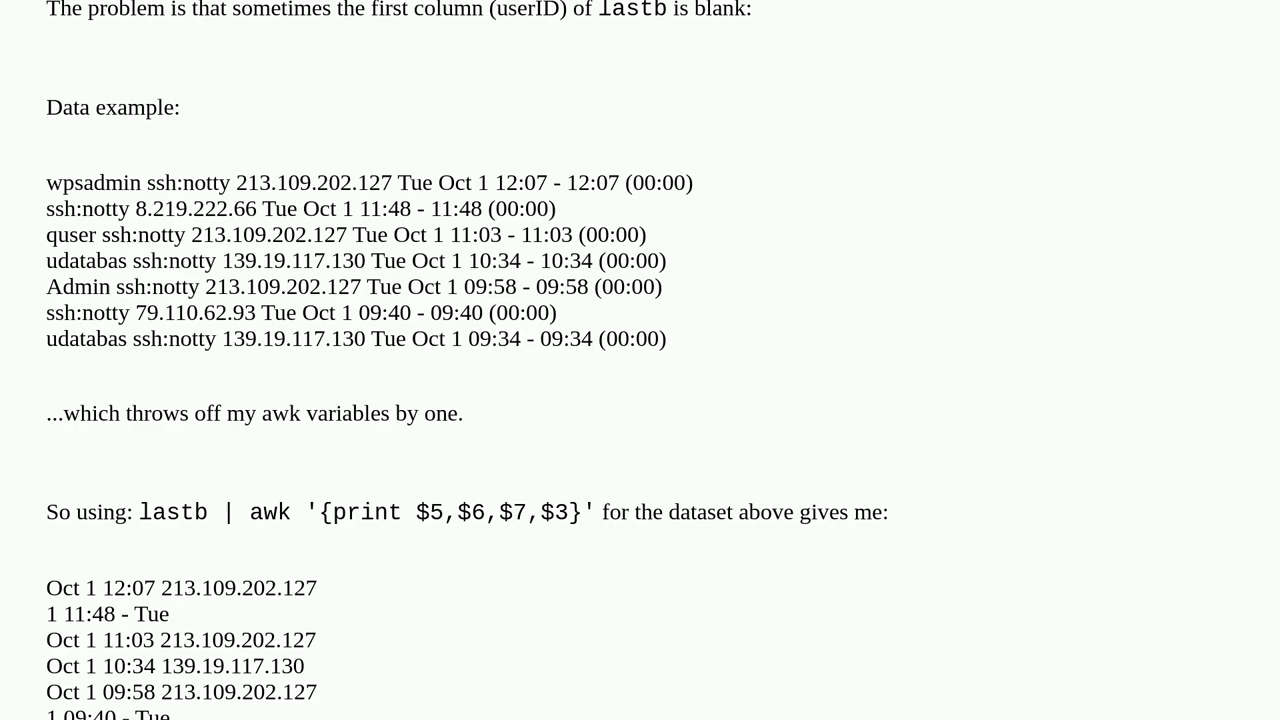 The problem is that sometimes the first column (userID) of lastb is blank:
Data example:
wpsadmin ssh:notty 213.109.202.127 Tue Oct 1 12:07 - 12:07 (00:00)
ssh:notty 8.219.222.66 Tue Oct 1 11:48 - 11:48 (00:00)
quser ssh:notty 213.109.202.127 Tue Oct 1 11:03 - 11:03 (00:00)
udatabas ssh:notty 139.19.117.130 Tue Oct 1 10:34 - 10:34 (00:00)
Admin ssh:notty 213.109.202.127 Tue Oct 1 09:58 - 09:58 (00:00)
ssh:notty 79.110.62.93 Tue Oct 1 09:40 - 09:40 (00:00)
udatabas ssh:notty 139.19.117.130 Tue Oct 1 09:34 - 09:34 (00:00)
...which throws off my awk variables by one.
So using: lastb | awk '{print $5,$6,$7,$3}' for the dataset above gives me:
Oct 1 12:07 213.109.202.127
1 11:48 - Tue
Oct 1 11:03 213.109.202.127
Oct 1 10:34 139.19.117.130
Oct 1 09:58 213.109.202.127
1 09:40 - Tue